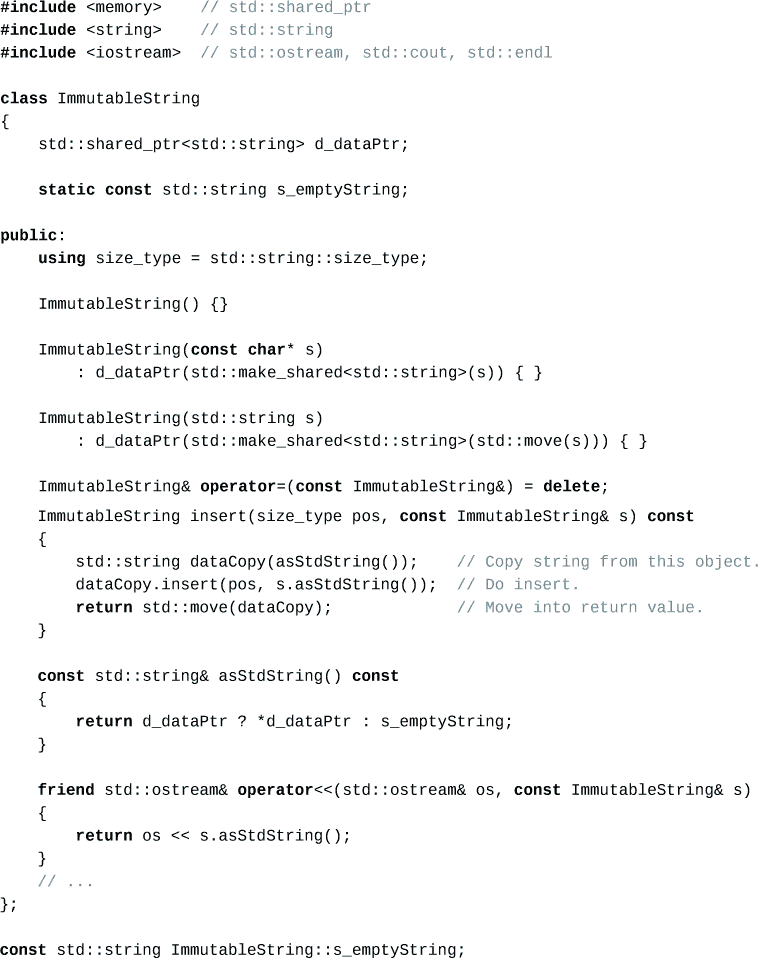 #include <memory>    // std::shared_ptr
#include <string>    // std::string
#include <iostream>  // std::ostream, std::cout, std::endl

class ImmutableString
{
    std::shared_ptr<std::string> d_dataPtr;

    static const std::string s_emptyString;

public:
    using size_type = std::string::size_type;

    ImmutableString() {}

    ImmutableString(const char* s)
        : d_dataPtr(std::make_shared<std::string>(s)) { }

    ImmutableString(std::string s)
        : d_dataPtr(std::make_shared<std::string>(std::move(s))) { }

    ImmutableString& operator=(const ImmutableString&) = delete;
    ImmutableString insert(size_type pos, const ImmutableString& s) const
    {
        std::string dataCopy(asStdString());    // Copy string from this object.
        dataCopy.insert(pos, s.asStdString());  // Do insert.
        return std::move(dataCopy);             // Move into return value.
    }

    const std::string& asStdString() const
    {
        return d_dataPtr ? *d_dataPtr : s_emptyString;
    }

    friend std::ostream& operator<<(std::ostream& os, const ImmutableString& s)
    {
        return os << s.asStdString();
    }
    // ...
};

const std::string ImmutableString::s_emptyString;